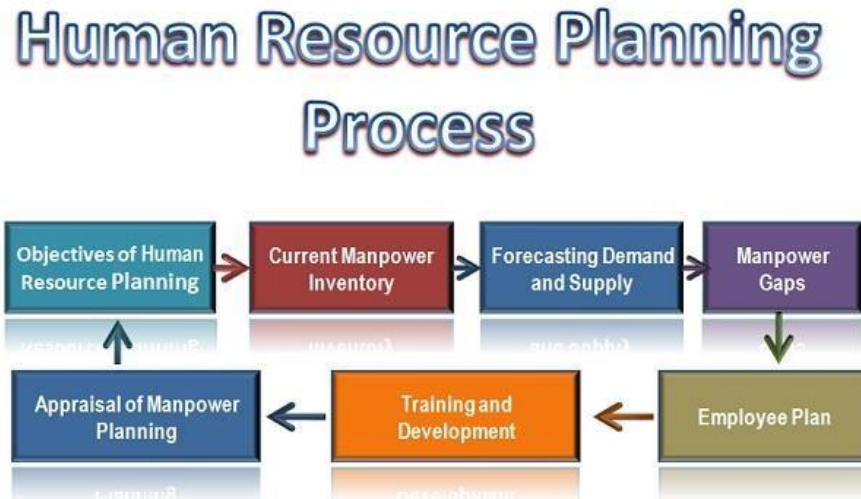 Human Resource Planning
Process
Objectives of Human
Resource Planning
Current Manpower
Inventory
Forecasting Demand
and Supply
Manpower
Gaps
Employee Plan
Training and
Development
Appraisal of Manpower
Planning